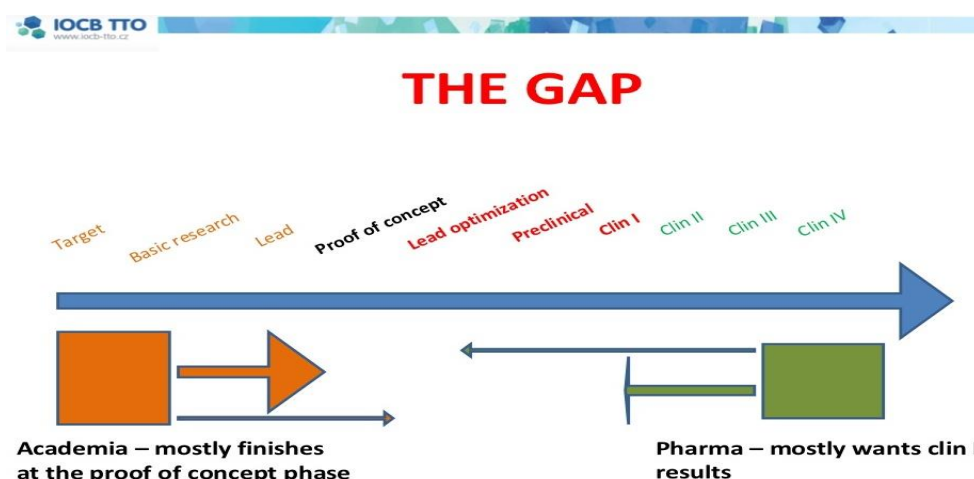 IOCB TTO
www.iocb-tto.cz
THE GAP
Target
Basic research
Lead
Proof of concept
Lead optimization
Preclinical
Clin I
Clin II
Clin III
Clin IV
Academia – mostly finishes
at the proof of concept phase
Pharma – mostly wants clin
results